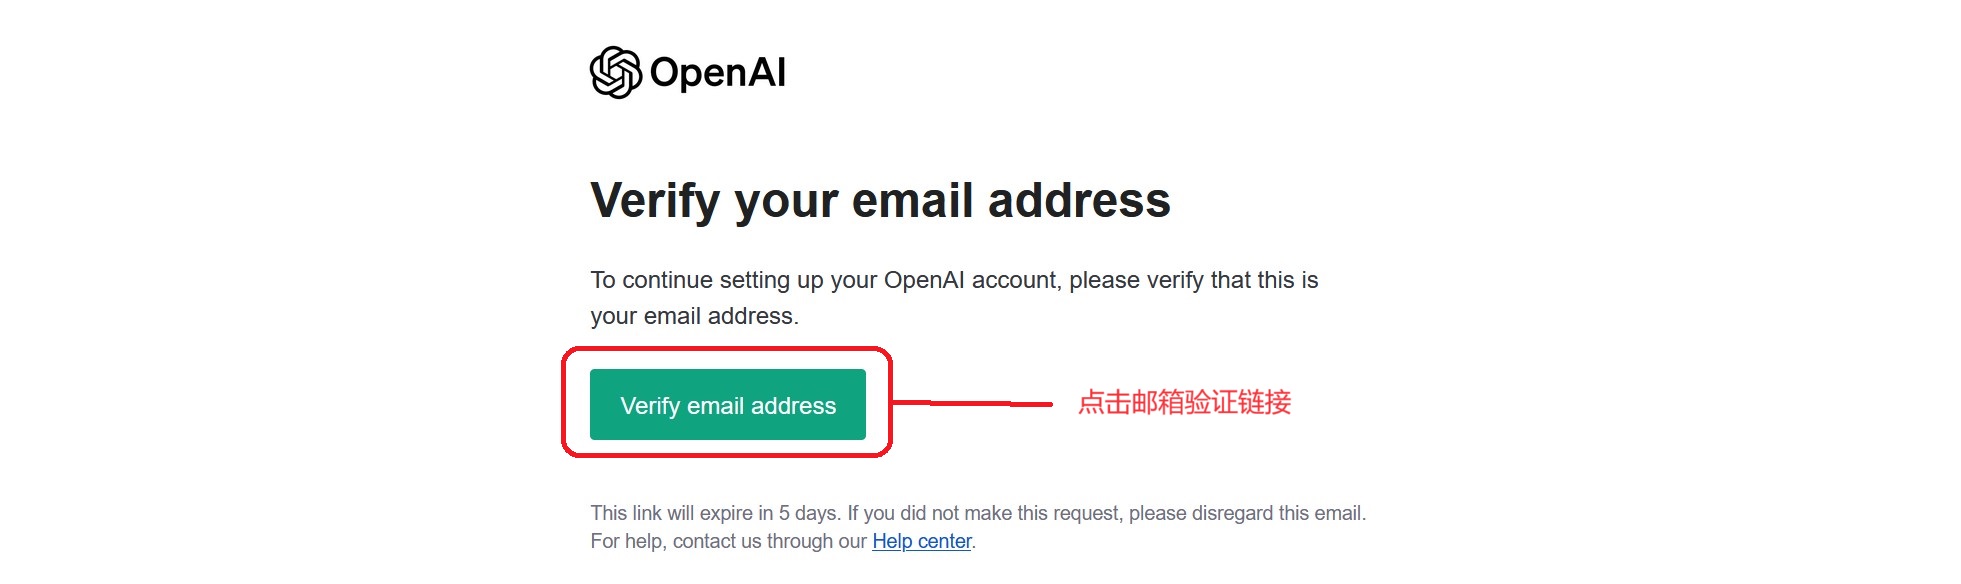 OpenAI
Verify your email address
To continue setting up your OpenAI account, please verify that this is
your email address.
Verify email address
点击邮箱验证链接
This link will expire in 5 days. If you did not make this request, please disregard this email.
For help, contact us through our Help center.